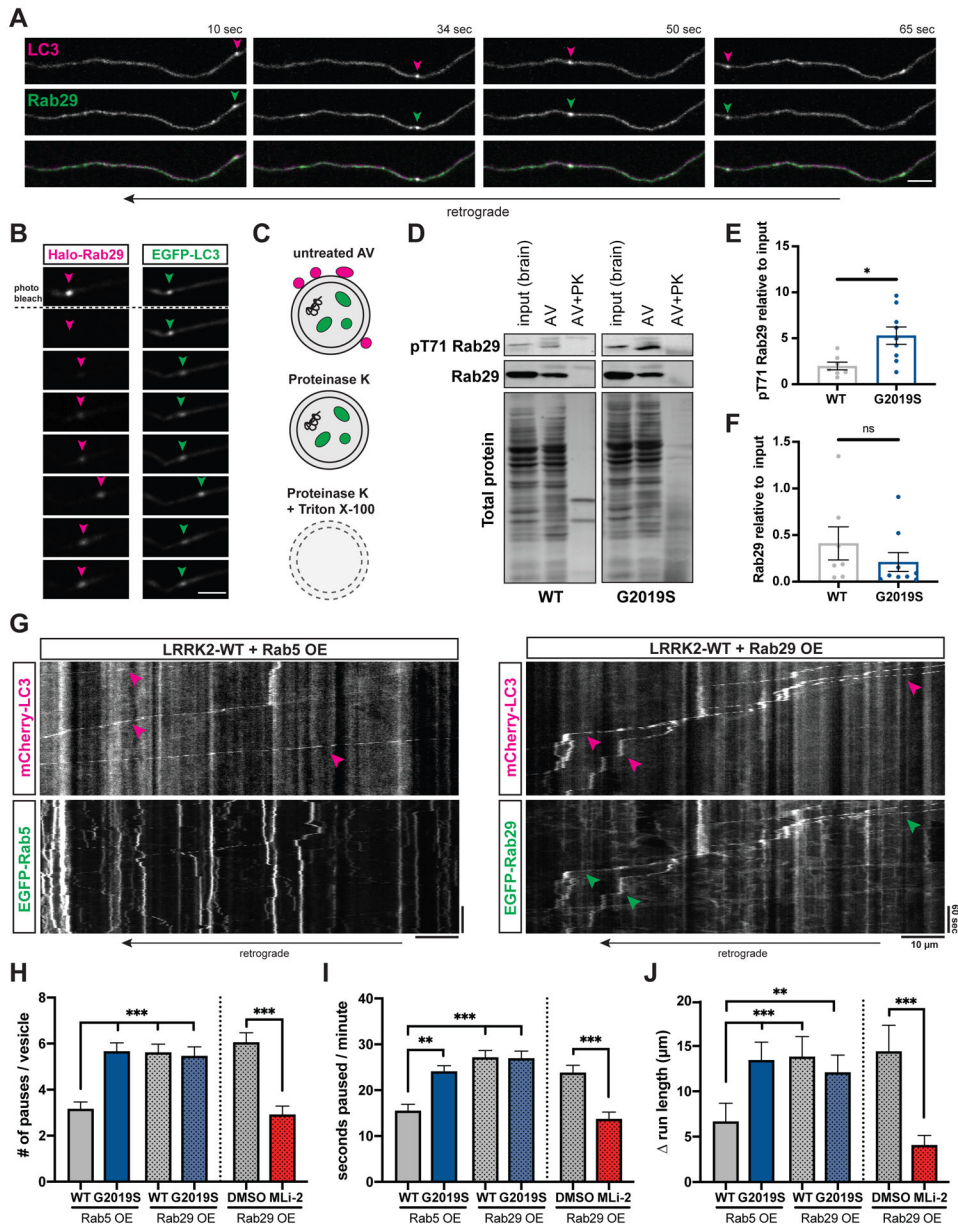 A
10 sec
34 sec
50 sec
65 sec
LC3
Rab29
retrograde
B
Halo-Rab29
EGFP-LC3
photo
bleach
C
untreated AV
Proteinase K
Proteinase K
+ Triton X-100
D
input (brain)
AV
AV+PK
input (brain)
AV
AV+PK
pT71 Rab29
Rab29
Total protein
WT
G2019S
E
pT71 Rab29 relative to input
15
10
5
0
*
WT
G2019S
F
Rab29 relative to input
1.5
1.0
0.5
0.0
ns
WT
G2019S
G
LRRK2-WT + Rab5 OE
mCherry-LC3
EGFP-Rab5
retrograde
LRRK2-WT + Rab29 OE
mCherry-LC3
EGFP-Rab29
60 sec
10 µm
retrograde
H
# of pauses / vesicle
8
6
4
2
0
***
***
WT G2019S WT G2019S DMSO MLi-2
Rab5 OE Rab29 OE Rab29 OE
I
seconds paused / minute
40
30
20
10
0
***
**
***
WT G2019S WT G2019S DMSO MLi-2
Rab5 OE Rab29 OE Rab29 OE
J
Δ run length (µm)
20
15
10
5
0
**
***
***
WT G2019S WT G2019S DMSO MLi-2
Rab5 OE Rab29 OE Rab29 OE